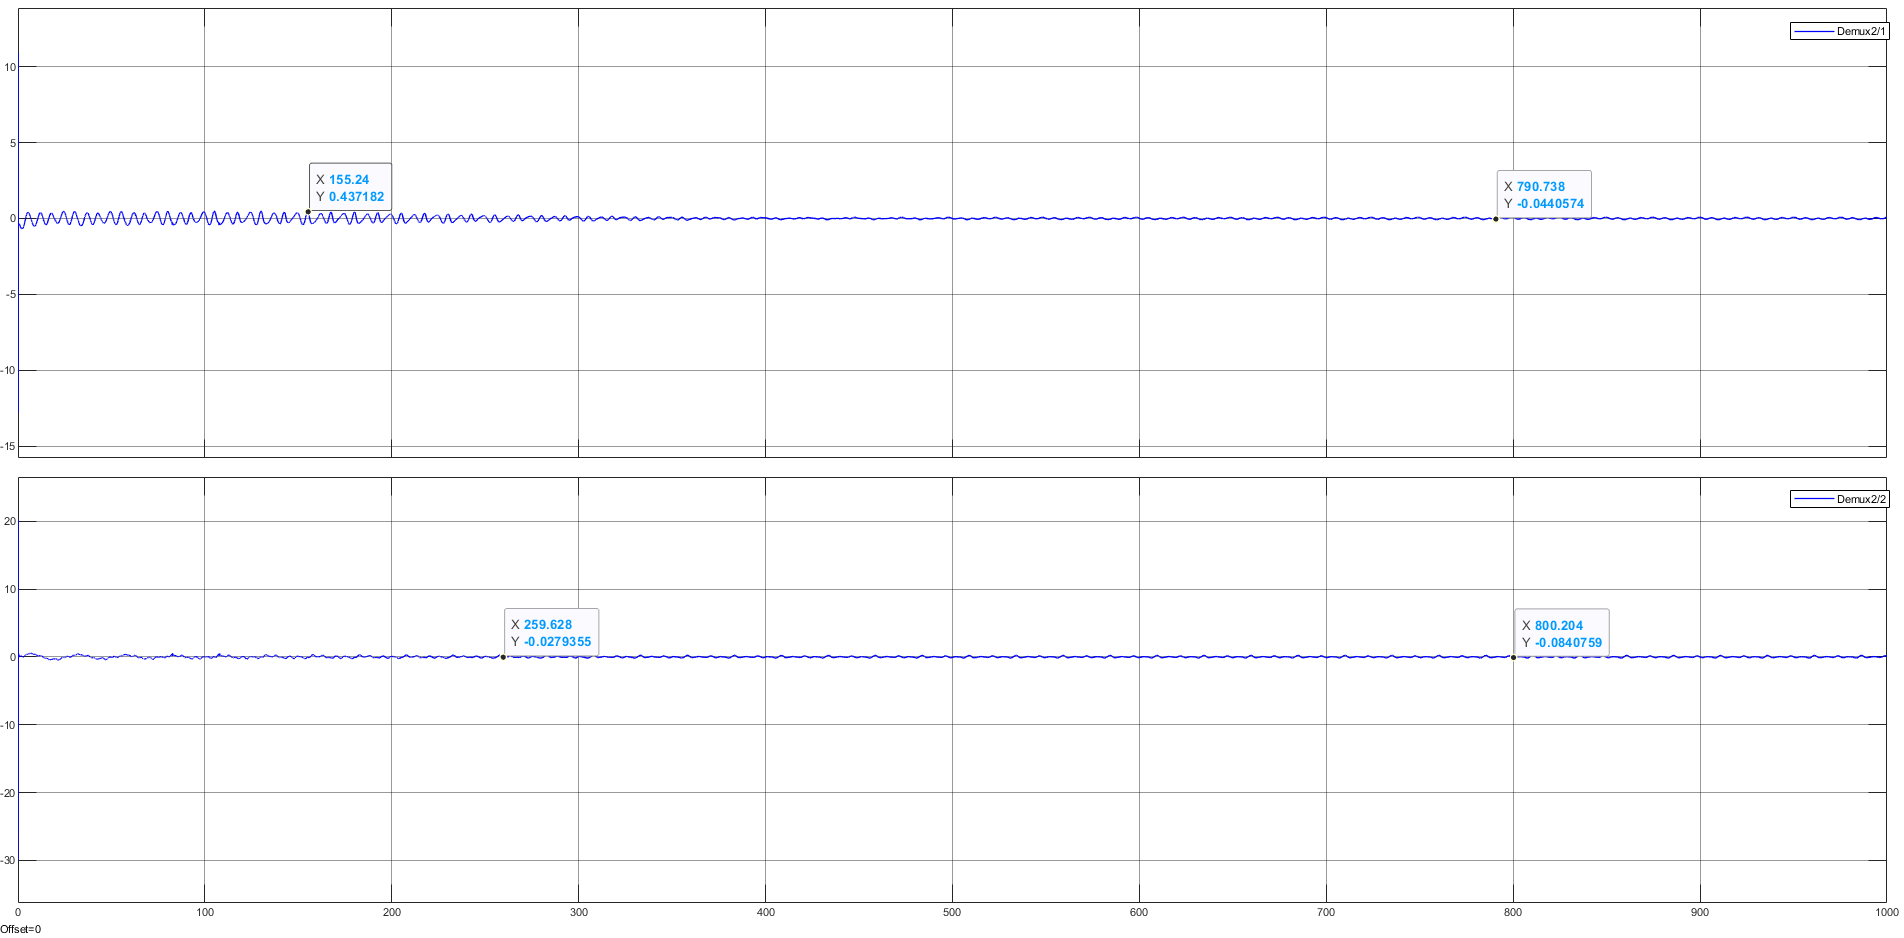 Demux2/1
10
5
0
-5
-10
-15
X 155.24
Y 0.437182
X 790.738
Y -0.0440574
Demux2/2
20
10
0
-10
-20
-30
X 259.628
Y -0.0279355
X 800.204
Y -0.0840759
0 100 200 300 400 500 600 700 800 900 1000
Offset=0